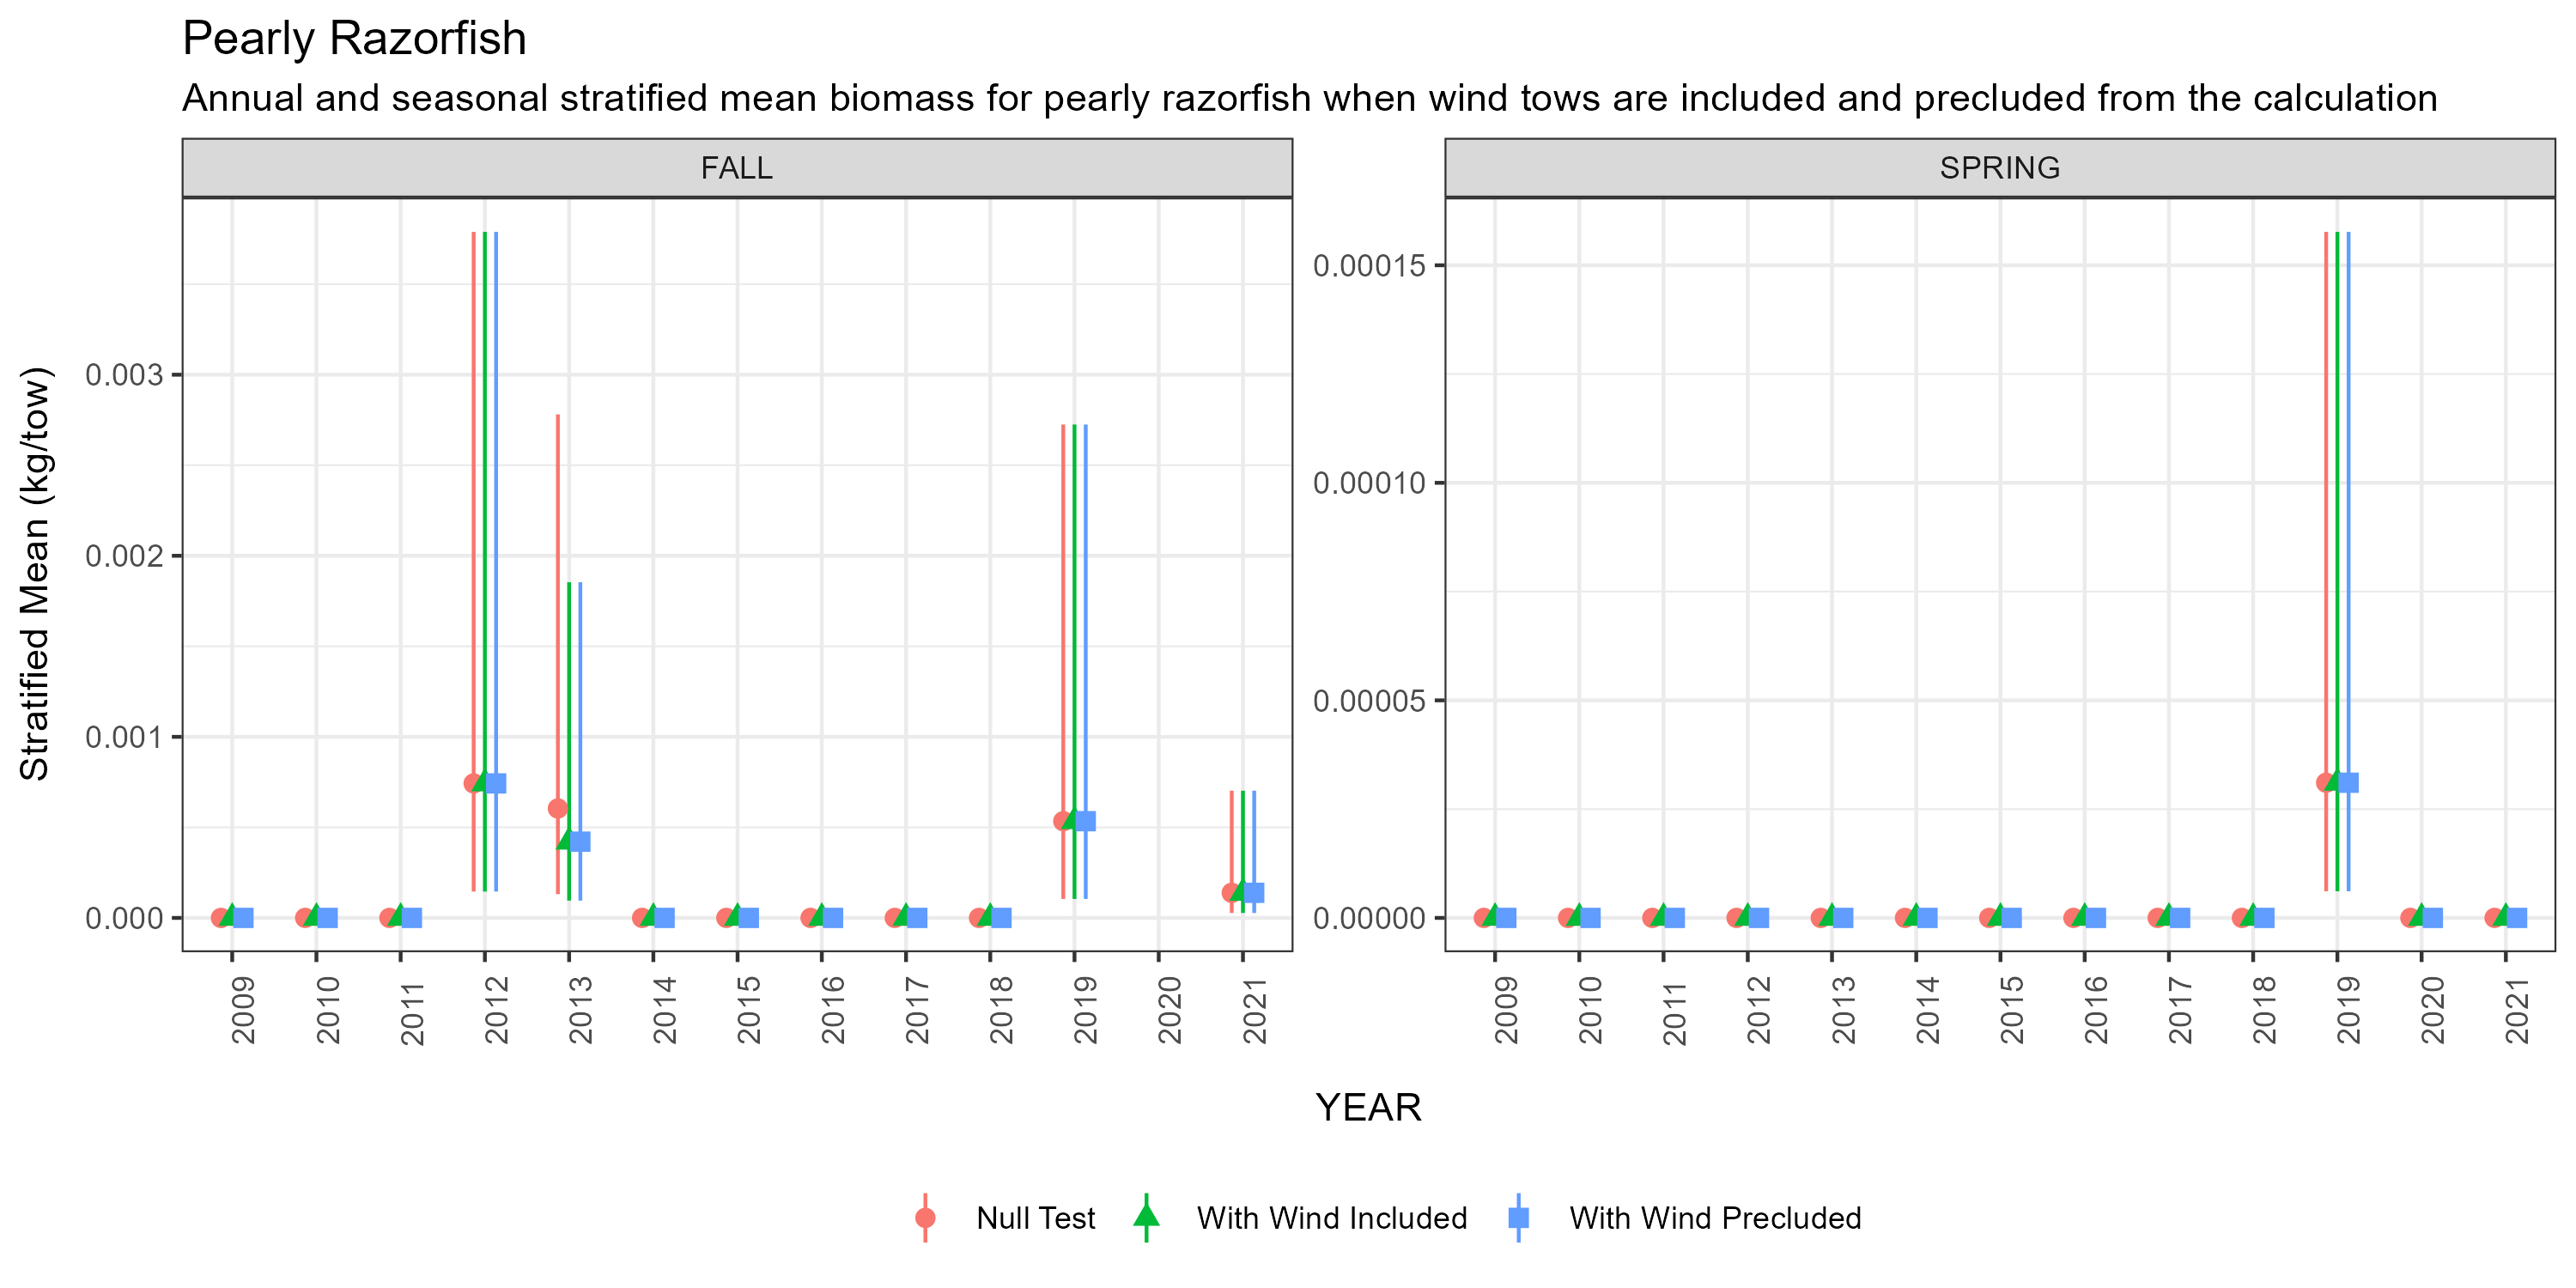 Pearly Razorfish
Annual and seasonal stratified mean biomass for pearly razorfish when wind tows are included and precluded from the calculation
FALL
SPRING
Stratified Mean (kg/tow)
0.003
0.002
0.001
0.000
0.00015
0.00010
0.00005
0.00000
2009 2010 2011 2012 2013 2014 2015 2016 2017 2018 2019 2020 2021
2009 2010 2011 2012 2013 2014 2015 2016 2017 2018 2019 2020 2021
YEAR
Null Test With Wind Included With Wind Precluded